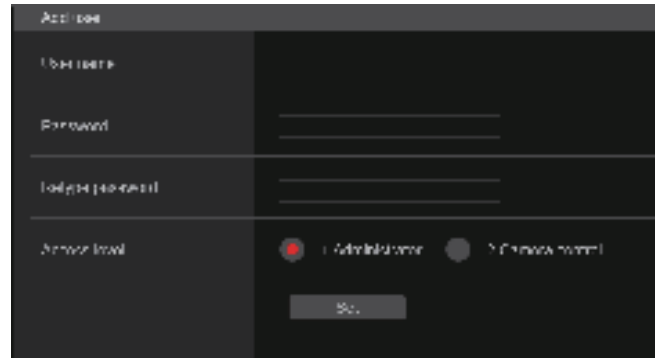 Add user
User name
Password
Retype password
Access level
1.Administrator 2.Camera control
Set